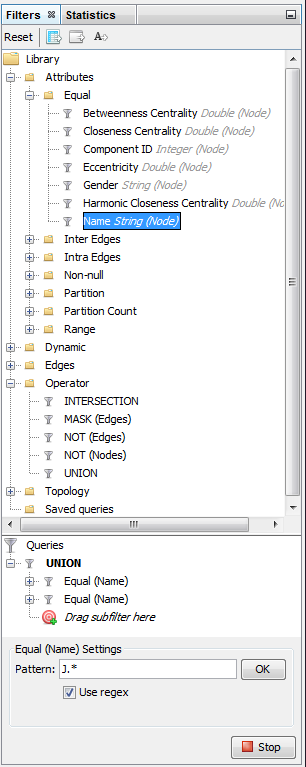 Filters Statistics
Reset A
Library
Attributes
Equal
Betweenness Centrality Double (Node)
Closeness Centrality Double (Node)
Component ID Integer (Node)
Eccentricity Double (Node)
Gender String (Node)
Harmonic Closeness Centrality Double (No
Name String (Node)
Inter Edges
Intra Edges
Non-null
Partition
Partition Count
Range
Dynamic
Edges
Operator
INTERSECTION
MASK (Edges)
NOT (Edges)
NOT (Nodes)
UNION
Topology
Saved queries
Queries
UNION
Equal (Name)
Equal (Name)
Drag subfilter here
Equal (Name) Settings
Pattern: J.* OK
Use regex
Stop